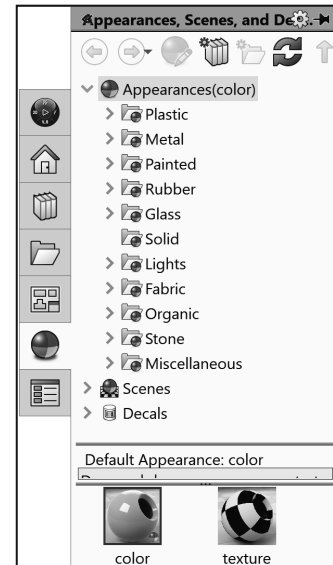 Appearances, Scenes, and De
Appearances(color)
Plastic
Metal
Painted
Rubber
Glass
Solid
Lights
Fabric
Organic
Stone
Miscellaneous
Scenes
Decals
Default Appearance: color
color
texture